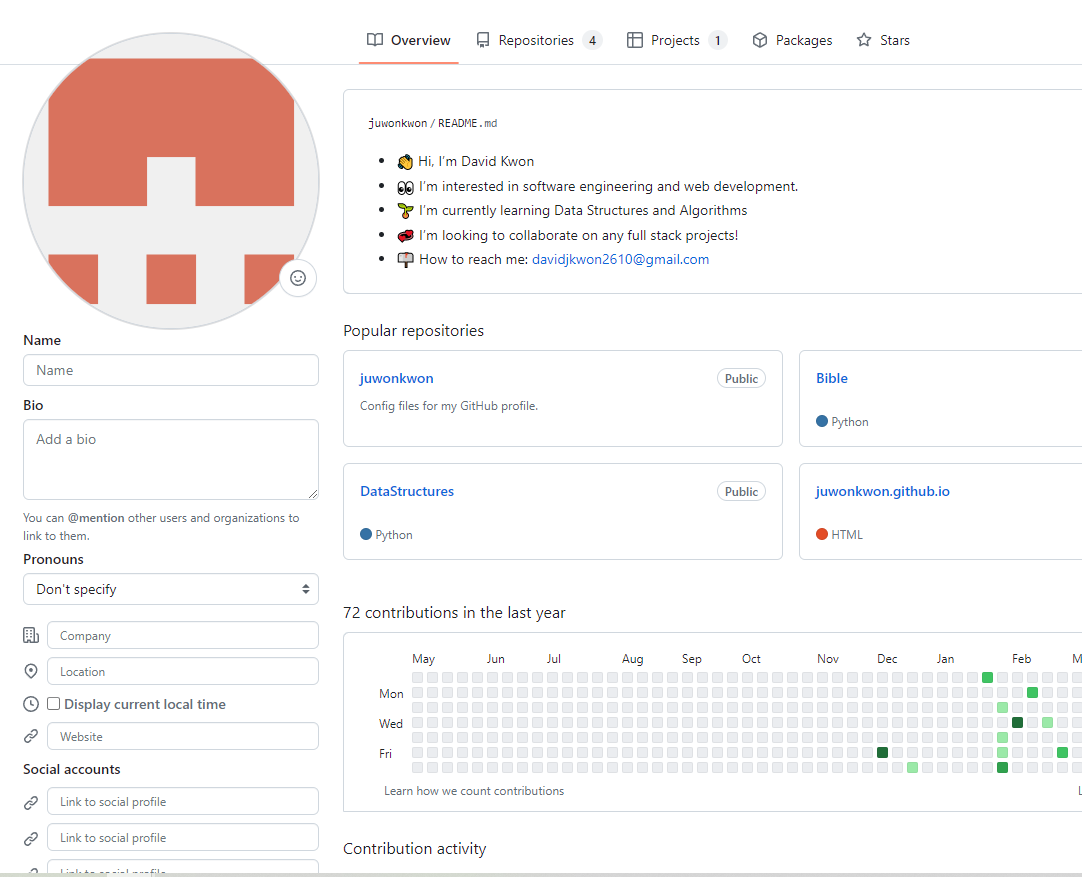 Overview Repositories 4 Projects 1 Packages Stars
juwonkwon / README.md
👋 Hi, I'm David Kwon
👀 I'm interested in software engineering and web development.
🌱 I'm currently learning Data Structures and Algorithms
I'm looking to collaborate on any full stack projects!
How to reach me: davidjkwon2610@gmail.com
Name
Name
Bio
Add a bio
You can @mention other users and organizations to
link to them.
Pronouns
Don't specify
Company
Location
Display current local time
Website
Social accounts
Link to social profile
Link to social profile
Link to social profile
Popular repositories
juwonkwon Public
Config files for my GitHub profile.
Bible
Python
DataStructures Public
Python
juwonkwon.github.io
HTML
72 contributions in the last year
May Jun Jul Aug Sep Oct Nov Dec Jan Feb
Mon
Wed
Fri
Learn how we count contributions
Contribution activity